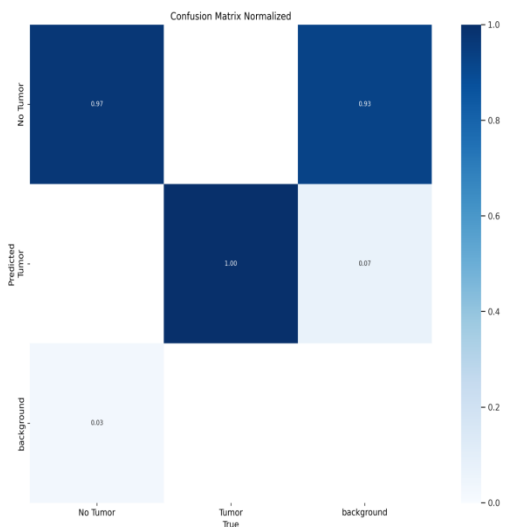 Confusion Matrix Normalized
No Tumor
0.97
0.93
Predicted
Tumor
1.00
0.07
background
0.03
No Tumor
Tumor
background
True
1.0
0.8
0.6
0.4
0.2
0.0